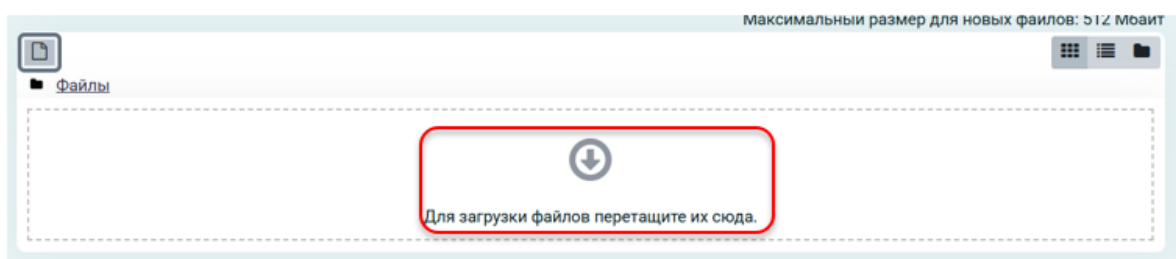 Максимальный размер для новых файлов: 512 Мбайт
Файлы
Для загрузки файлов перетащите их сюда.